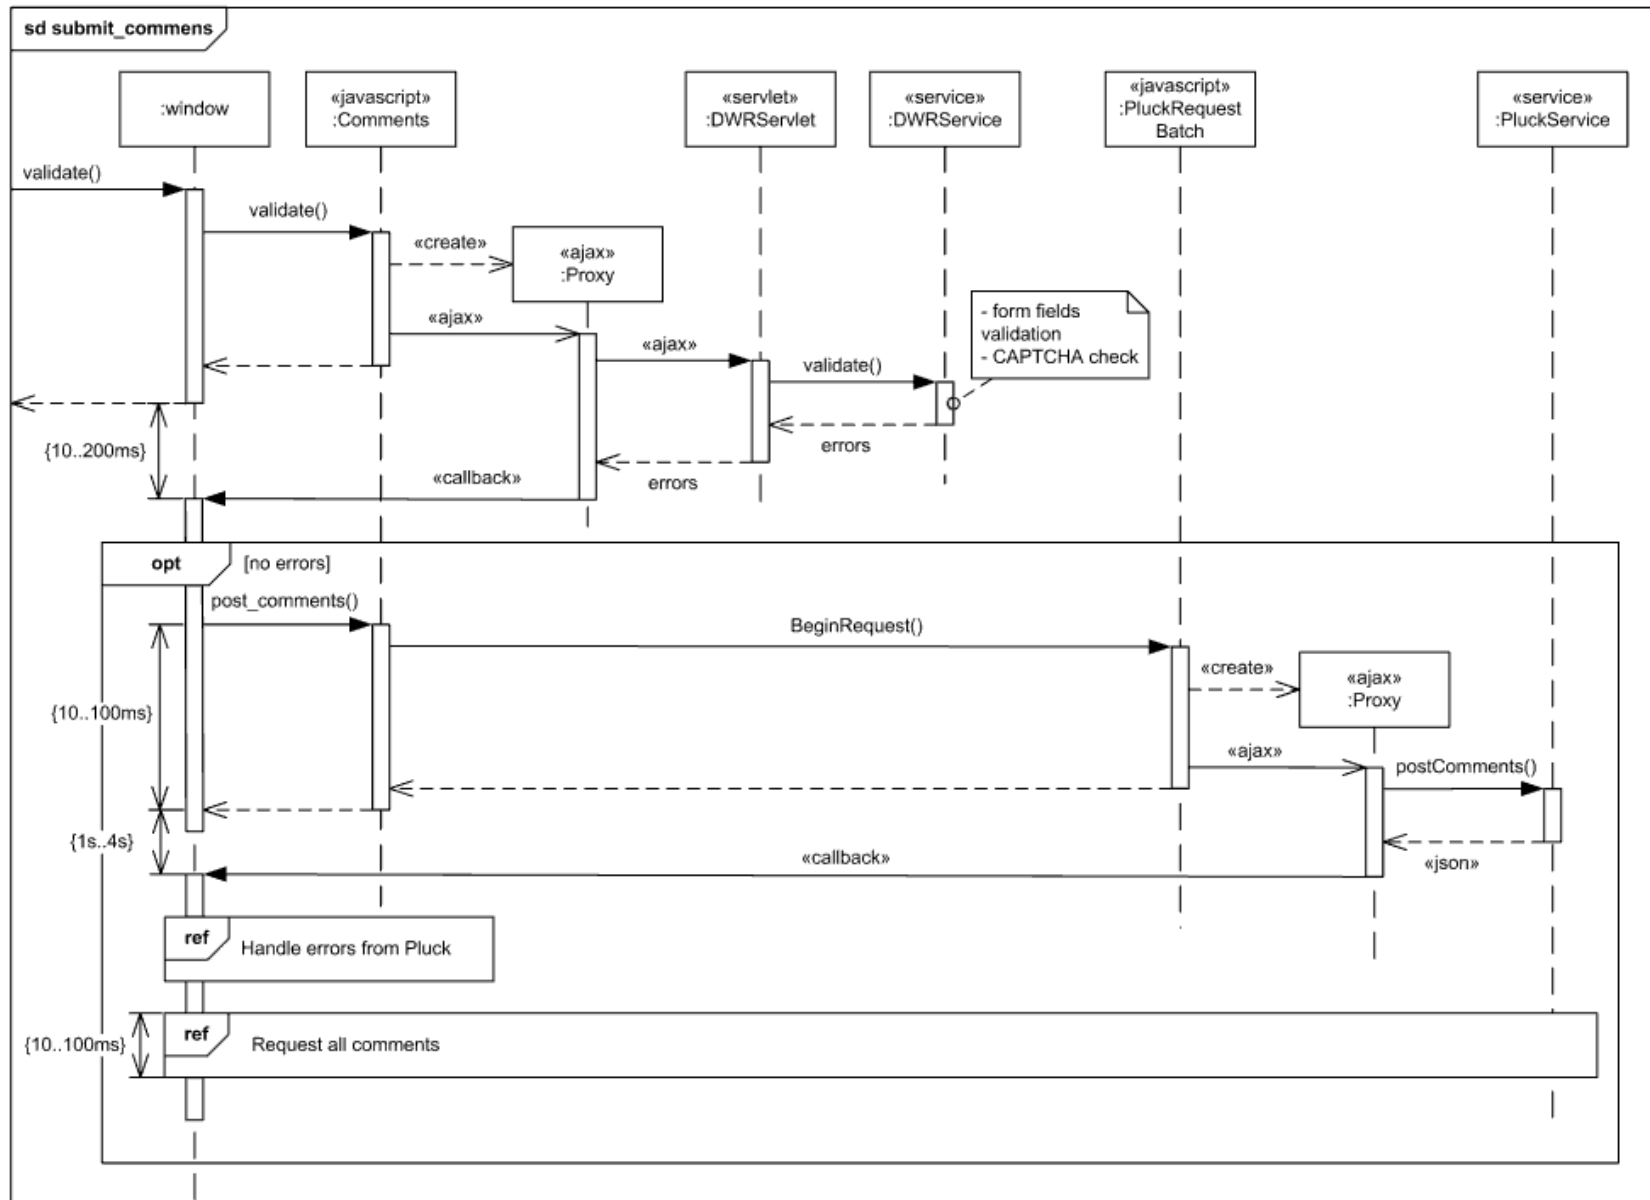 sd submit_commens
:window
«javascript»
:Comments
«servlet»
:DWRServlet
«service»
:DWRService
«javascript»
:PluckRequest
Batch
«service»
:PluckService
validate()
validate()
«create»
«ajax»
:Proxy
«ajax»
«ajax»
validate()
- form fields
validation
- CAPTCHA check
errors
errors
{10..200ms}
«callback»
opt
[no errors]
post_comments()
BeginRequest()
«create»
«ajax»
:Proxy
{10..100ms}
«ajax»
postComments()
{1s..4s}
«callback»
«json»
ref
Handle errors from Pluck
ref
Request all comments
{10..100ms}